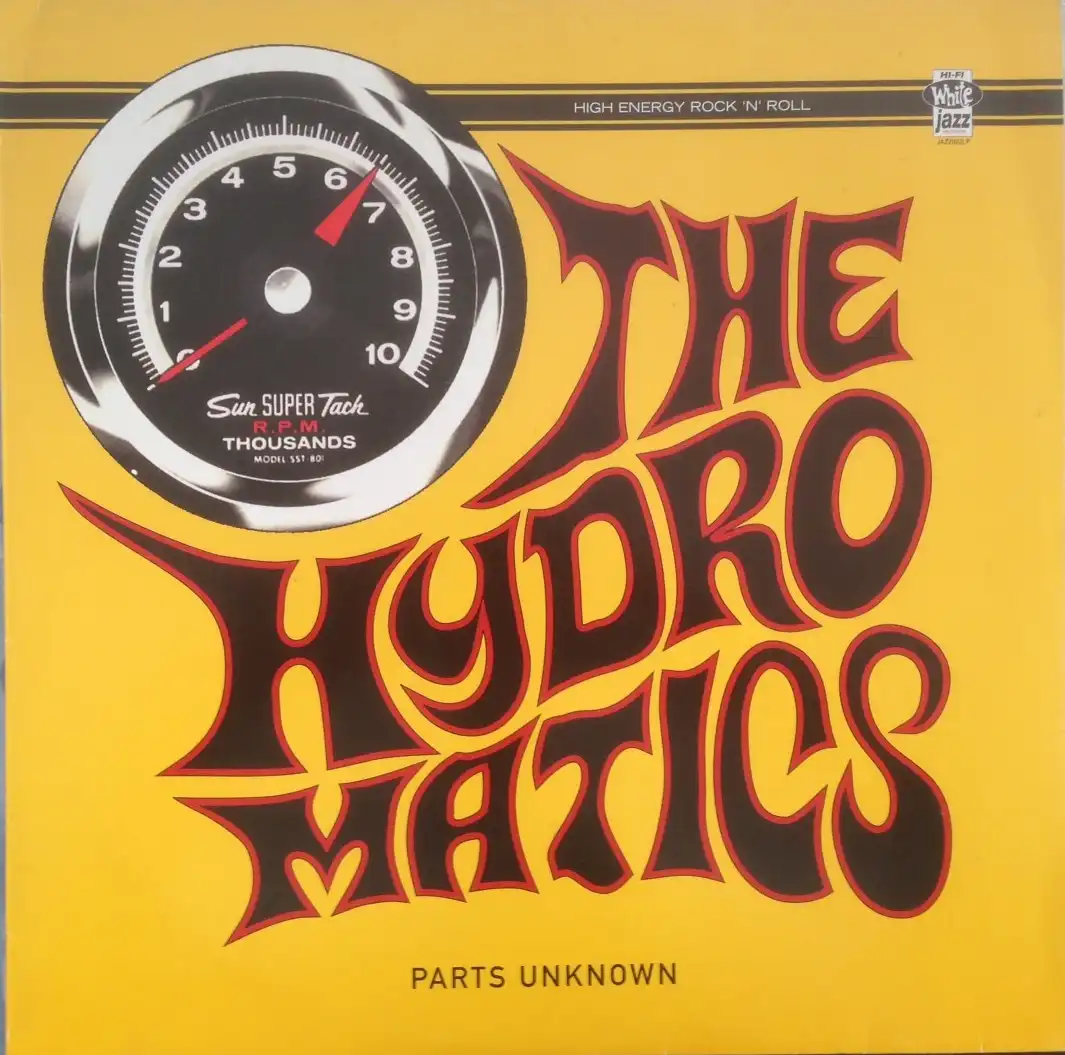 HIGH ENERGY ROCK 'N' ROLL
HI-FI
White
jazz
0
1
2
3
4
5
6
7
8
9
10
Sun SUPER Tach
R.P.M.
THOUSANDS
MODEL SST 801
THE
HYDRO
MATICS
PARTS UNKNOWN